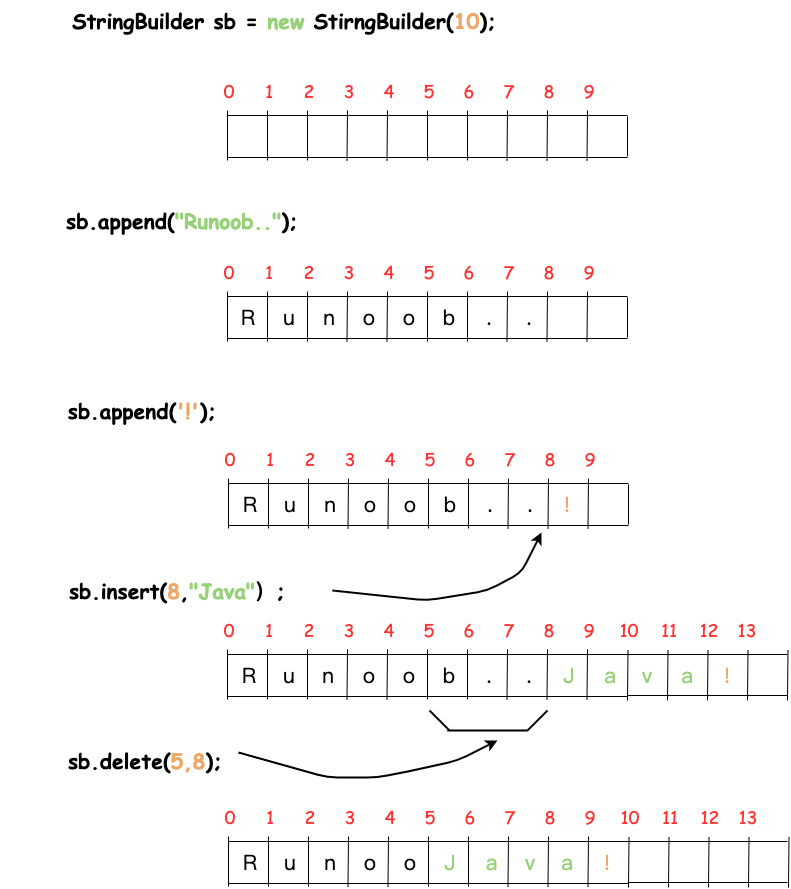 StringBuilder sb = new StirngBuilder(10);
0 1 2 3 4 5 6 7 8 9
sb.append("Runoob..");
0 1 2 3 4 5 6 7 8 9
R u n o o b . .
sb.append('!');
0 1 2 3 4 5 6 7 8 9
R u n o o b . . !
sb.insert(8,"Java") ;
0 1 2 3 4 5 6 7 8 9 10 11 12 13
R u n o o b . . J a v a !
sb.delete(5,8);
0 1 2 3 4 5 6 7 8 9 10 11 12 13
R u n o o J a v a !